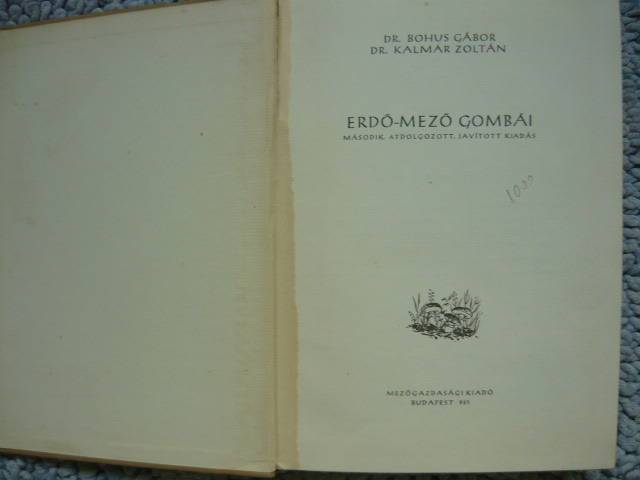 DR. BOHUS GÁBOR
DR. KALMÁR ZOLTÁN
ERDŐ-MEZŐ GOMBÁI
MÁSODIK, ÁTDOLGOZOTT, JAVÍTOTT KIADÁS
MEZŐGAZDASÁGI KIADÓ
BUDAPEST